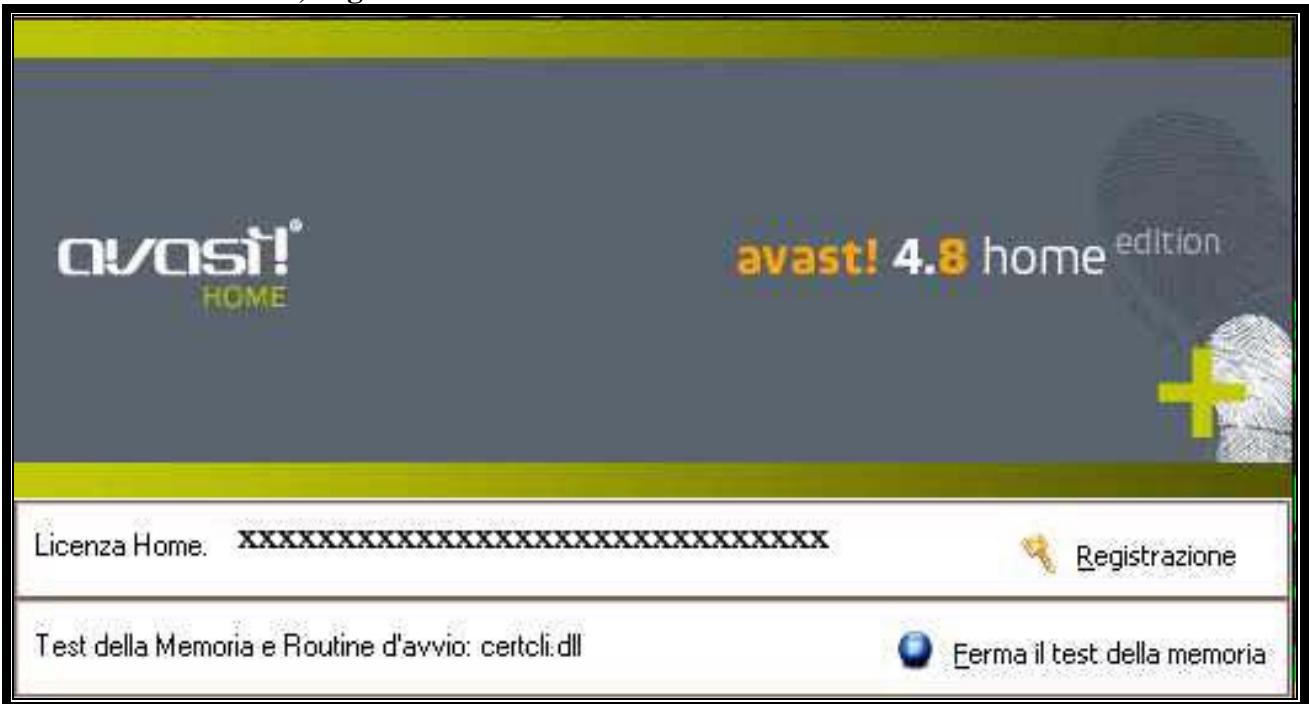 avast!®
HOME
avast! 4.8 home edition
Licenza Home. xxxxxxxxxxxxxxxxxxxxxxxxxxxxxxxxx
Registrazione
Test della Memoria e Routine d'avvio: certcli.dll
Ferma il test della memoria